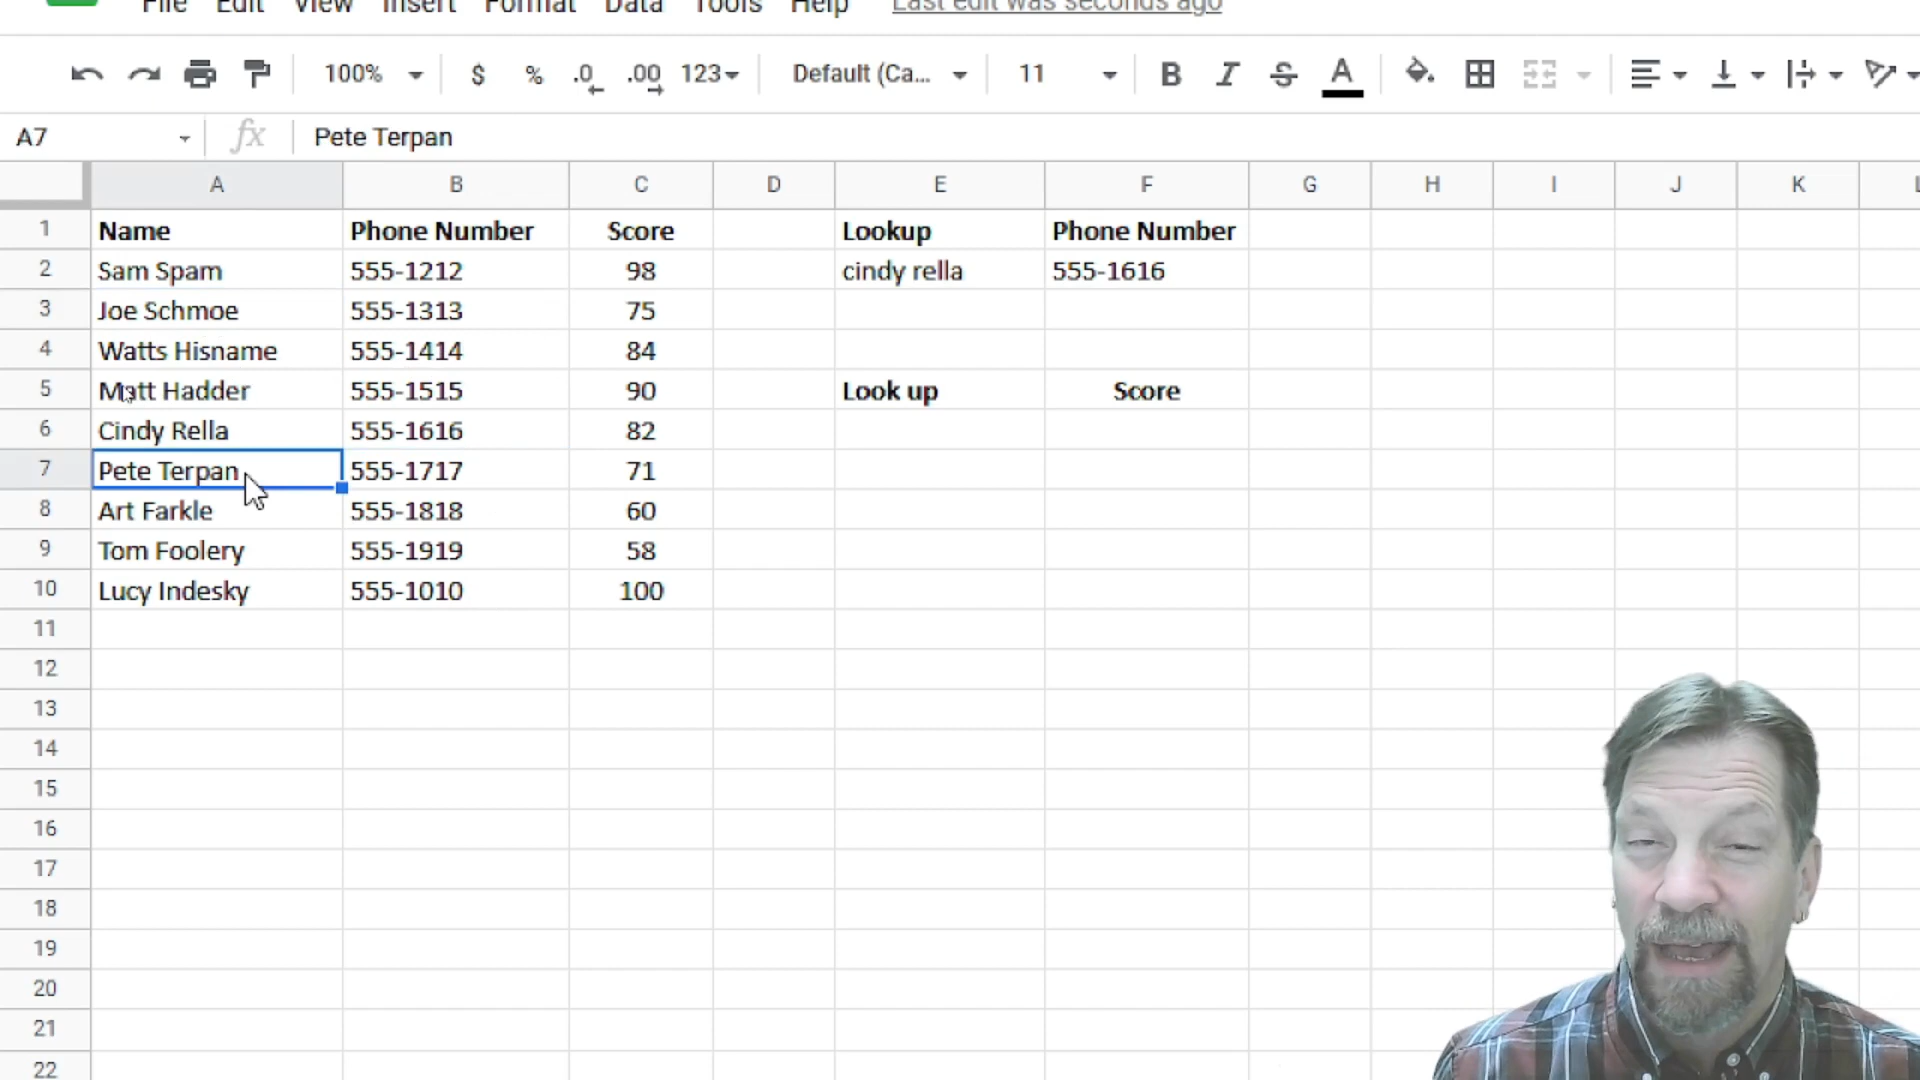 File Edit View Insert Format Data Tools Help Last edit was seconds ago
100% $ % .0 .00 123 Default (Ca... 11 B I S A
A7 fx Pete Terpan
A B C D E F G H I J K L
1 Name Phone Number Score Lookup Phone Number
2 Sam Spam 555-1212 98 cindy rella 555-1616
3 Joe Schmoe 555-1313 75
4 Watts Hisname 555-1414 84
5 Matt Hadder 555-1515 90 Look up Score
6 Cindy Rella 555-1616 82
7 Pete Terpan 555-1717 71
8 Art Farkle 555-1818 60
9 Tom Foolery 555-1919 58
10 Lucy Indesky 555-1010 100
11
12
13
14
15
16
17
18
19
20
21
22